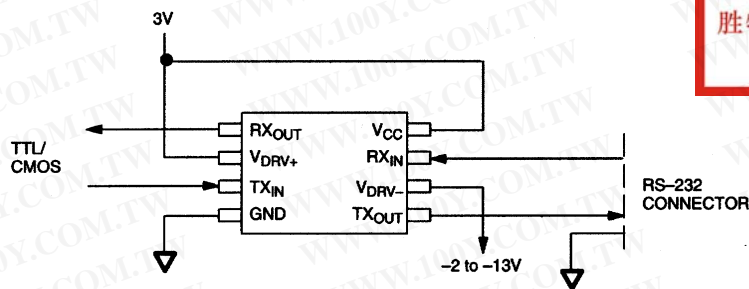 3V
TTL/
CMOS
RXOUT
VDRV+
TXIN
GND
VCC
RXIN
VDRV–
TXOUT
–2 to –13V
RS–232
CONNECTOR
WWW.100Y.COM.TW
胜